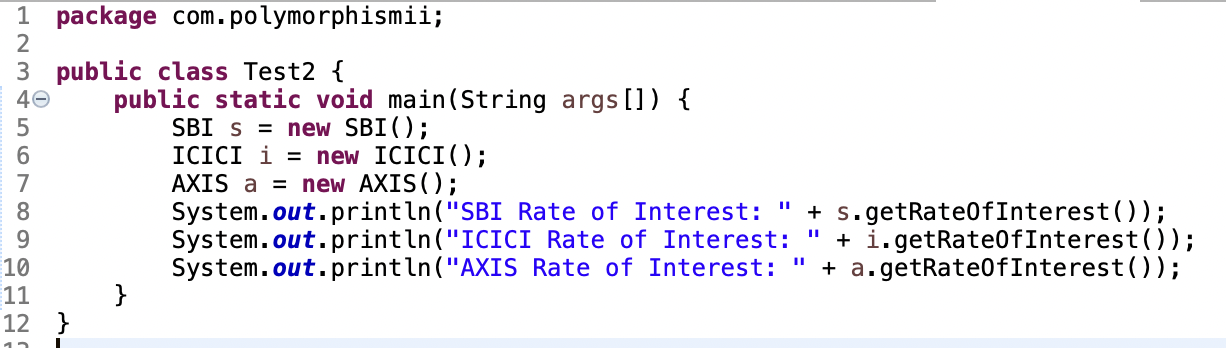 1 package com.polymorphismii;
2
3 public class Test2 {
4 public static void main(String args[]) {
5 SBI s = new SBI();
6 ICICI i = new ICICI();
7 AXIS a = new AXIS();
8 System.out.println("SBI Rate of Interest: " + s.getRateOfInterest());
9 System.out.println("ICICI Rate of Interest: " + i.getRateOfInterest());
10 System.out.println("AXIS Rate of Interest: " + a.getRateOfInterest());
11 }
12 }
13